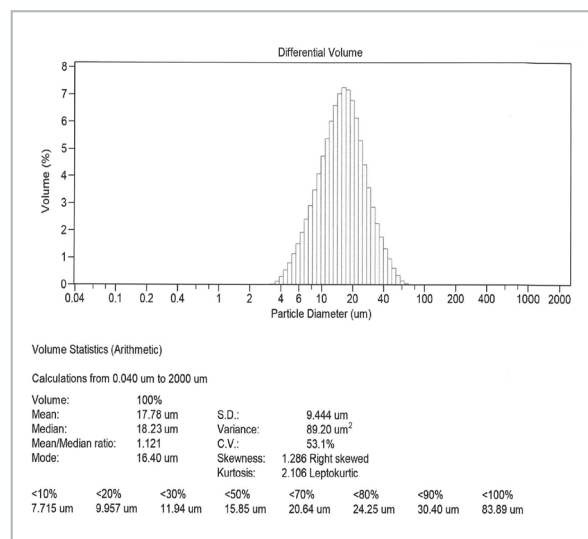 Differential Volume
8
7
6
5
4
3
2
1
0
Volume (%)
0.04 0.1 0.2 0.4 1 2 4 6 10 20 40 100 200 400 1000 2000
Particle Diameter (um)
Volume Statistics (Arithmetic)
Calculations from 0.040 um to 2000 um
Volume: 100%
Mean: 17.78 um S.D.: 9.444 um
Median: 18.23 um Variance: 89.20 um²
Mean/Median ratio: 1.121 C.V.: 53.1%
Mode: 16.40 um Skewness: 1.286 Right skewed
Kurtosis: 2.106 Leptokurtic
<10% <20% <30% <50% <70% <80% <90% <100%
7.715 um 9.957 um 11.94 um 15.85 um 20.64 um 24.25 um 30.40 um 83.89 um